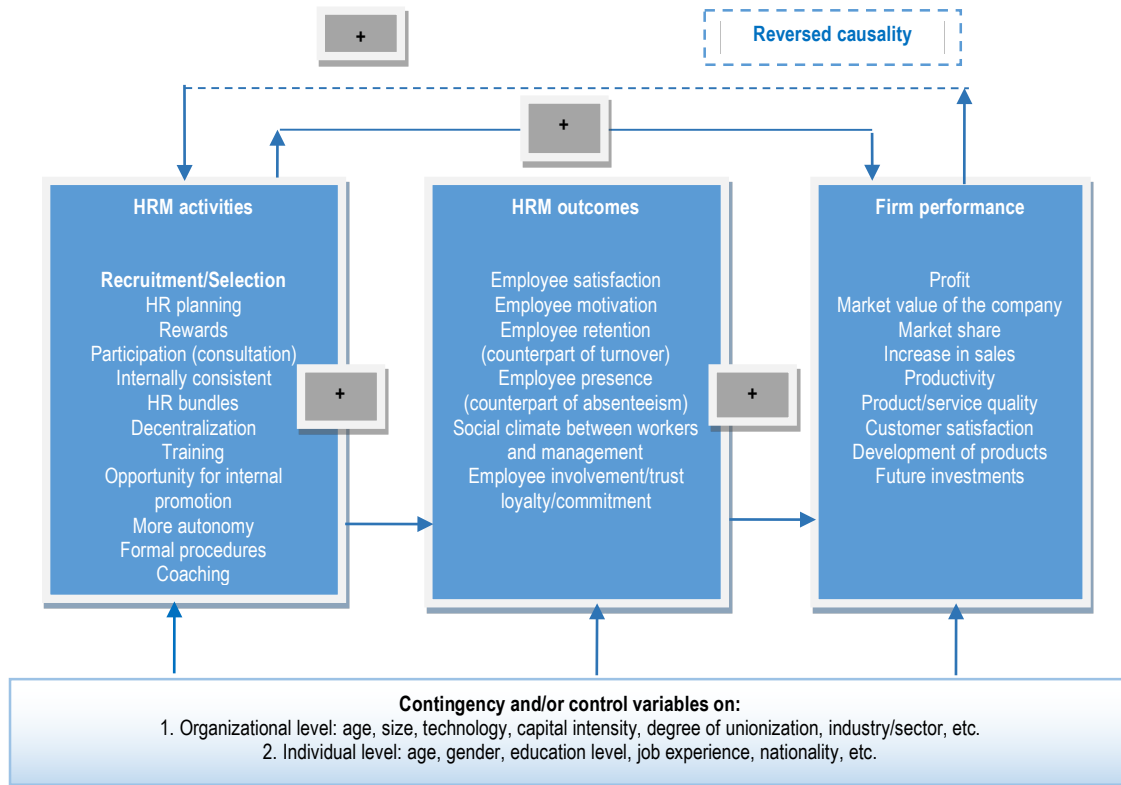 +
Reversed causality
+
HRM activities
Recruitment/Selection
HR planning
Rewards
Participation (consultation)
Internally consistent
HR bundles
Decentralization
Training
Opportunity for internal
promotion
More autonomy
Formal procedures
Coaching
+
HRM outcomes
Employee satisfaction
Employee motivation
Employee retention
(counterpart of turnover)
Employee presence
(counterpart of absenteeism)
Social climate between workers
and management
Employee involvement/trust
loyalty/commitment
+
Firm performance
Profit
Market value of the company
Market share
Increase in sales
Productivity
Product/service quality
Customer satisfaction
Development of products
Future investments
Contingency and/or control variables on:
1. Organizational level: age, size, technology, capital intensity, degree of unionization, industry/sector, etc.
2. Individual level: age, gender, education level, job experience, nationality, etc.